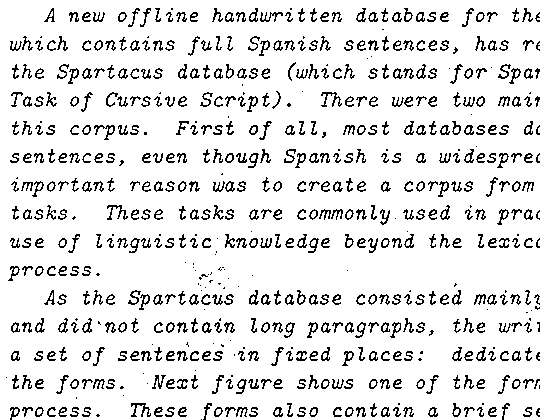 A new offline handwritten database for the
which contains full Spanish sentences, has re
the Spartacus database (which stands for Spar
Task of Cursive Script). There were two main
this corpus. First of all, most databases do
sentences, even though Spanish is a widesprea
important reason was to create a corpus from
tasks. These tasks are commonly used in prac
use of linguistic knowledge beyond the lexica
process.
As the Spartacus database consisted mainly
and did not contain long paragraphs, the writ
a set of sentences in fixed places: dedicate
the forms. Next figure shows one of the form
process. These forms also contain a brief se